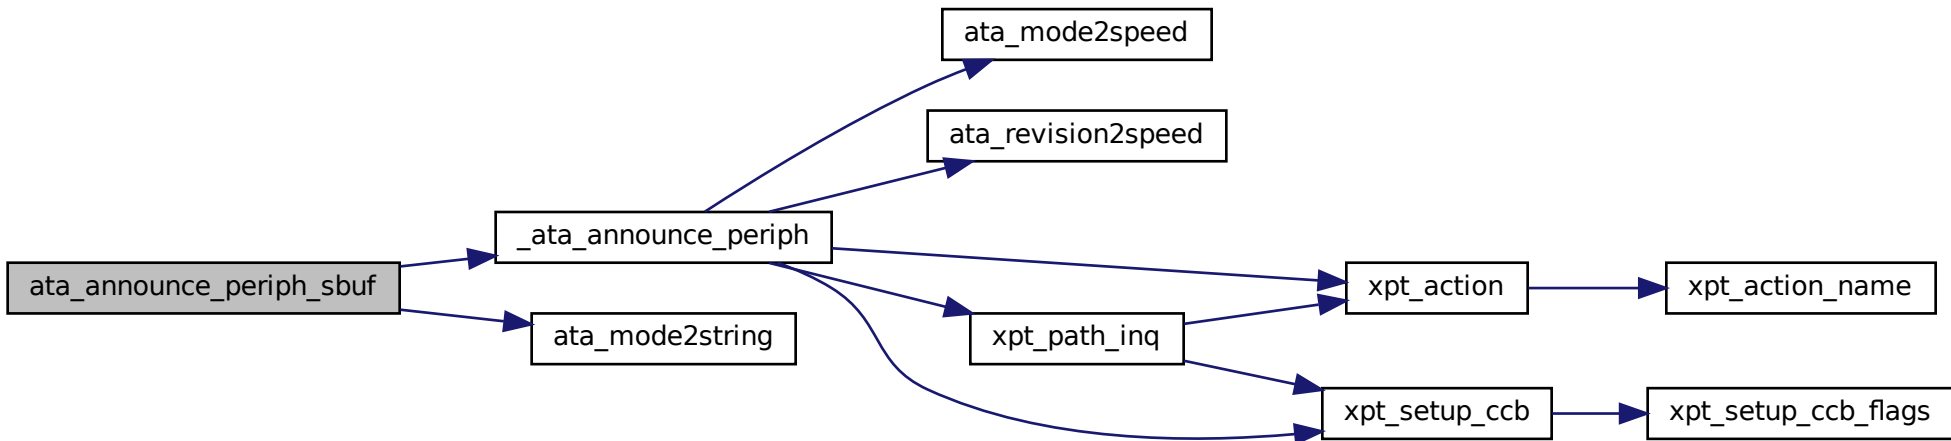 ata_mode2speed
ata_revision2speed
_ata_announce_periph
ata_announce_periph_sbuf
xpt_action
xpt_action_name
ata_mode2string
xpt_path_inq
xpt_setup_ccb
xpt_setup_ccb_flags